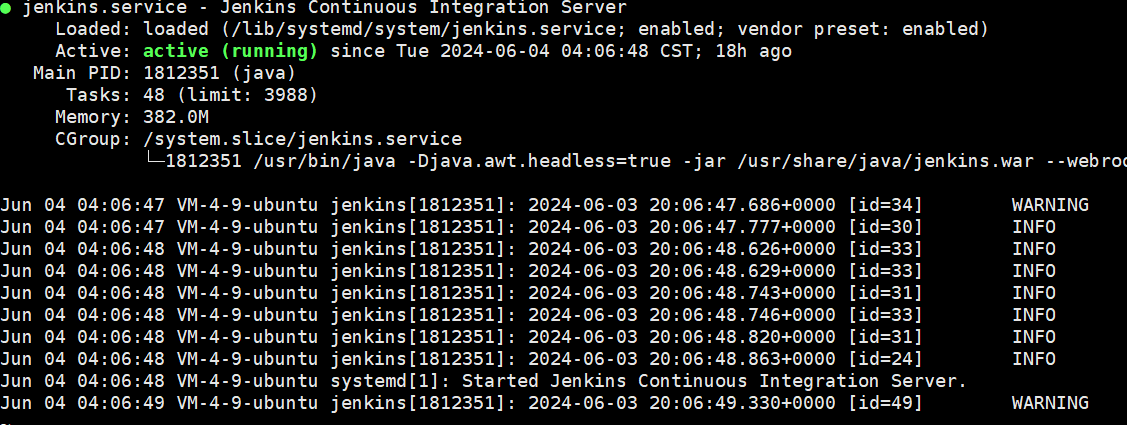 ● jenkins.service - Jenkins Continuous Integration Server
     Loaded: loaded (/lib/systemd/system/jenkins.service; enabled; vendor preset: enabled)
     Active: active (running) since Tue 2024-06-04 04:06:48 CST; 18h ago
   Main PID: 1812351 (java)
      Tasks: 48 (limit: 3988)
     Memory: 382.0M
     CGroup: /system.slice/jenkins.service
             └─1812351 /usr/bin/java -Djava.awt.headless=true -jar /usr/share/java/jenkins.war --webroo
Jun 04 04:06:47 VM-4-9-ubuntu jenkins[1812351]: 2024-06-03 20:06:47.686+0000 [id=34]        WARNING
Jun 04 04:06:47 VM-4-9-ubuntu jenkins[1812351]: 2024-06-03 20:06:47.777+0000 [id=30]        INFO
Jun 04 04:06:48 VM-4-9-ubuntu jenkins[1812351]: 2024-06-03 20:06:48.626+0000 [id=33]        INFO
Jun 04 04:06:48 VM-4-9-ubuntu jenkins[1812351]: 2024-06-03 20:06:48.629+0000 [id=33]        INFO
Jun 04 04:06:48 VM-4-9-ubuntu jenkins[1812351]: 2024-06-03 20:06:48.743+0000 [id=31]        INFO
Jun 04 04:06:48 VM-4-9-ubuntu jenkins[1812351]: 2024-06-03 20:06:48.746+0000 [id=33]        INFO
Jun 04 04:06:48 VM-4-9-ubuntu jenkins[1812351]: 2024-06-03 20:06:48.820+0000 [id=31]        INFO
Jun 04 04:06:48 VM-4-9-ubuntu jenkins[1812351]: 2024-06-03 20:06:48.863+0000 [id=24]        INFO
Jun 04 04:06:48 VM-4-9-ubuntu systemd[1]: Started Jenkins Continuous Integration Server.
Jun 04 04:06:49 VM-4-9-ubuntu jenkins[1812351]: 2024-06-03 20:06:49.330+0000 [id=49]        WARNING